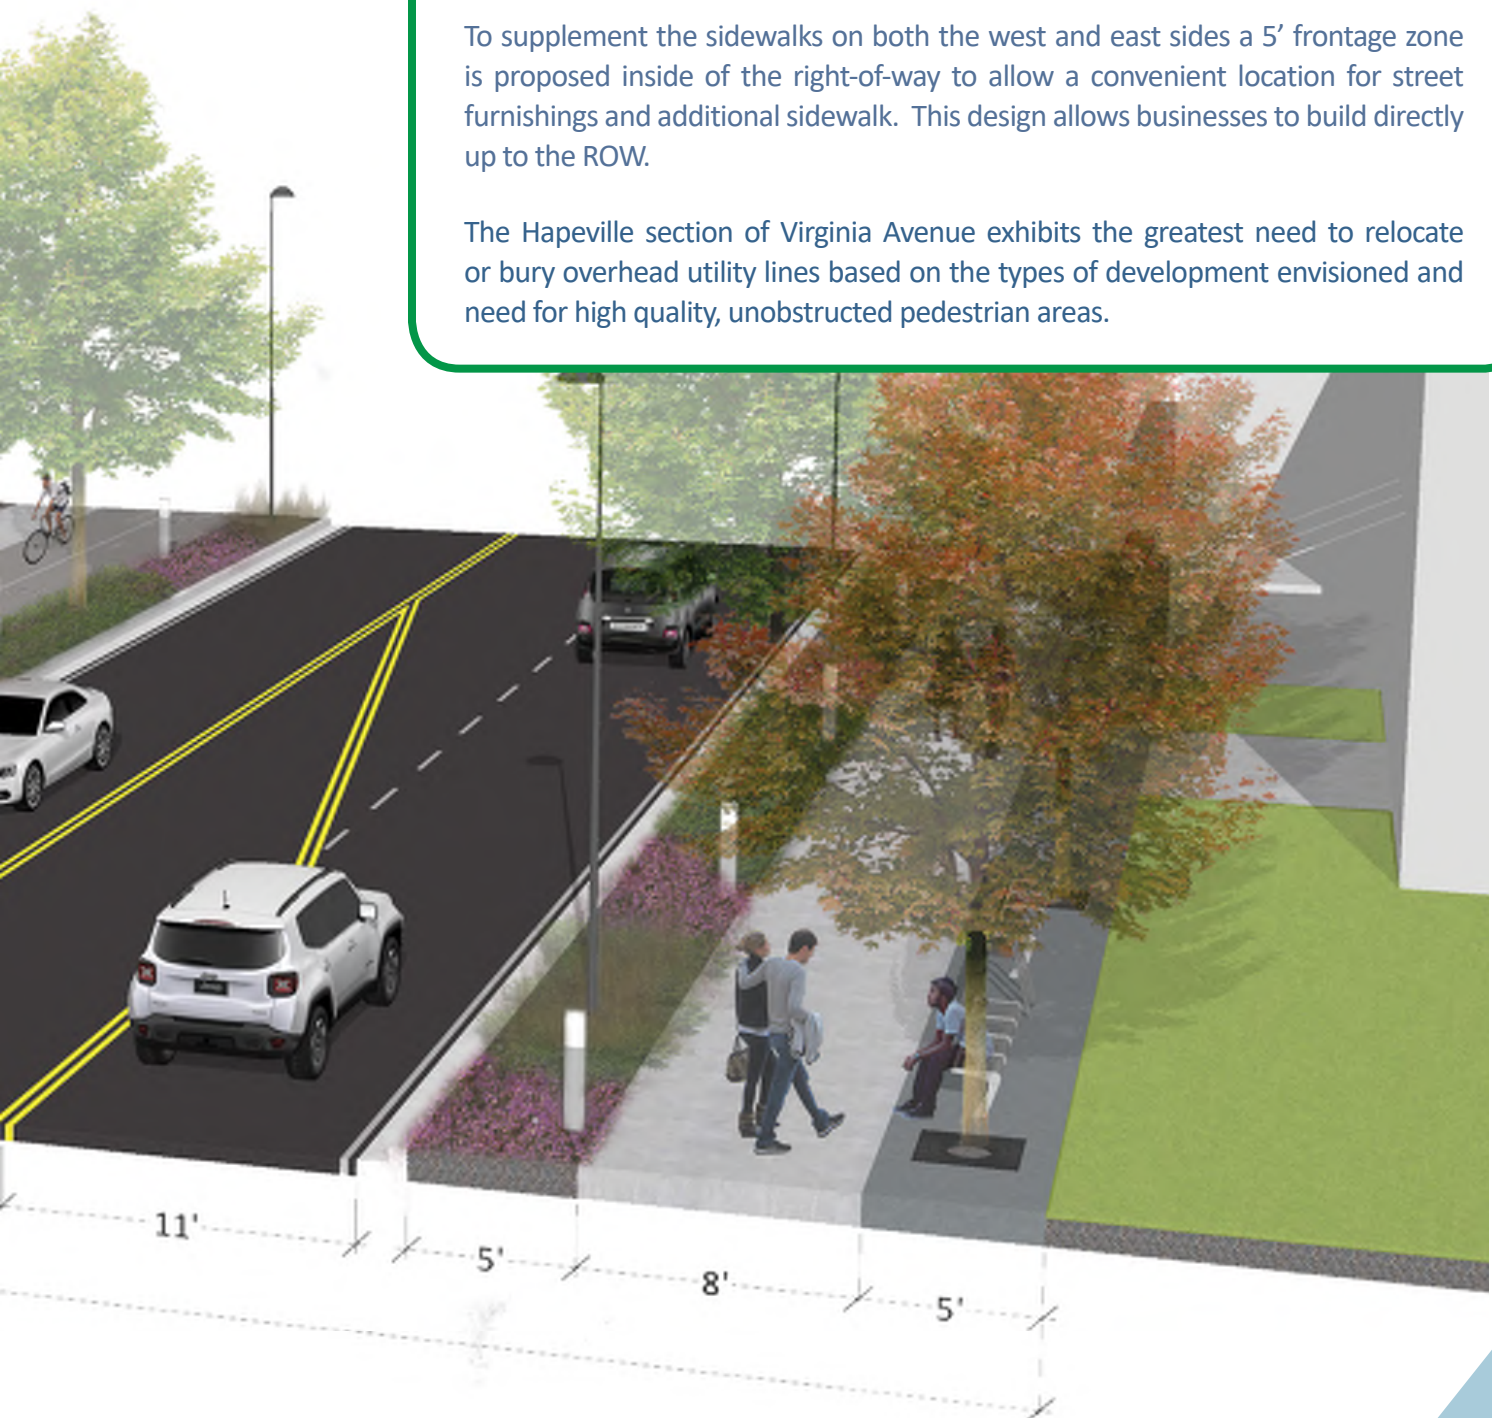 To supplement the sidewalks on both the west and east sides a 5’ frontage zone
is proposed inside of the right-of-way to allow a convenient location for street
furnishings and additional sidewalk.  This design allows businesses to build directly
up to the ROW.
The Hapeville section of Virginia Avenue exhibits the greatest need to relocate
or bury overhead utility lines based on the types of development envisioned and
need for high quality, unobstructed pedestrian areas.
11'
5'
8'
5'